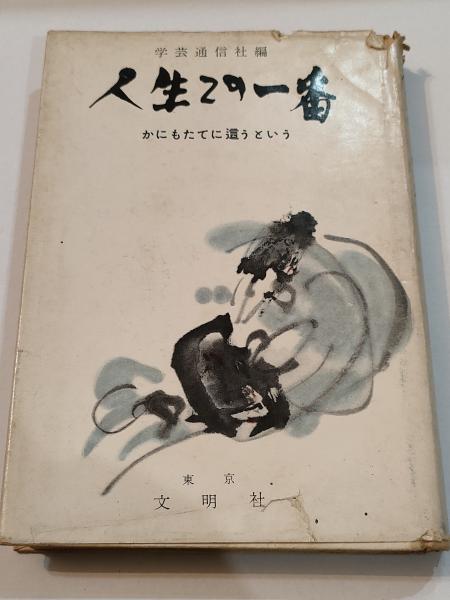 学芸通信社編
人生この一番
かにもたてに這うという
東京
文明社